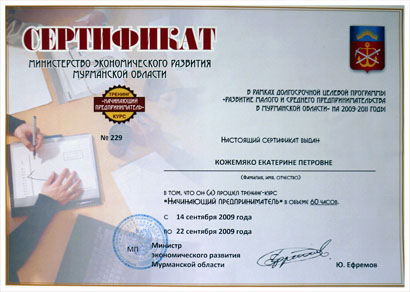 СЕРТИФИКАТ
МИНИСТЕРСТВО ЭКОНОМИЧЕСКОГО РАЗВИТИЯ
МУРМАНСКОЙ ОБЛАСТИ
ТРЕНИНГ
«НАЧИНАЮЩИЙ
ПРЕДПРИНИМАТЕЛЬ»
КУРС
№ 229
В РАМКАХ ДОЛГОСРОЧНОЙ ЦЕЛЕВОЙ ПРОГРАММЫ
«РАЗВИТИЕ МАЛОГО И СРЕДНЕГО ПРЕДПРИНИМАТЕЛЬСТВА
В МУРМАНСКОЙ ОБЛАСТИ» НА 2009-2011 ГОДЫ
НАСТОЯЩИЙ СЕРТИФИКАТ ВЫДАН
КОЖЕМЯКО ЕКАТЕРИНЕ ПЕТРОВНЕ
(ФАМИЛИЯ, ИМЯ, ОТЧЕСТВО)
В ТОМ, ЧТО ОН (А) ПРОШЕЛ ТРЕНИНГ-КУРС
«НАЧИНАЮЩИЙ ПРЕДПРИНИМАТЕЛЬ» В ОБЪЕМЕ 60 ЧАСОВ.
С 14 сентября 2009 года
ПО 22 сентября 2009 года
МП
Министр
экономического развития
Мурманской области
Ю. Ефремов